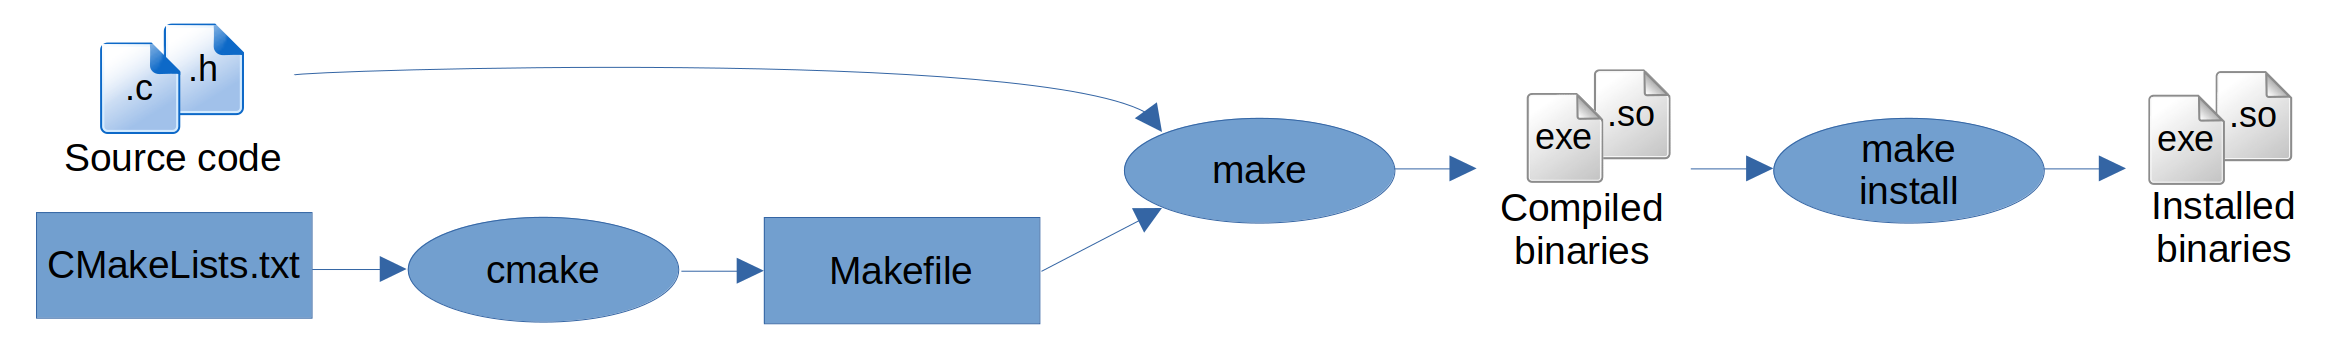 .c
.h
Source code
CMakeLists.txt
cmake
Makefile
make
exe
.so
Compiled
binaries
make
install
exe
.so
Installed
binaries